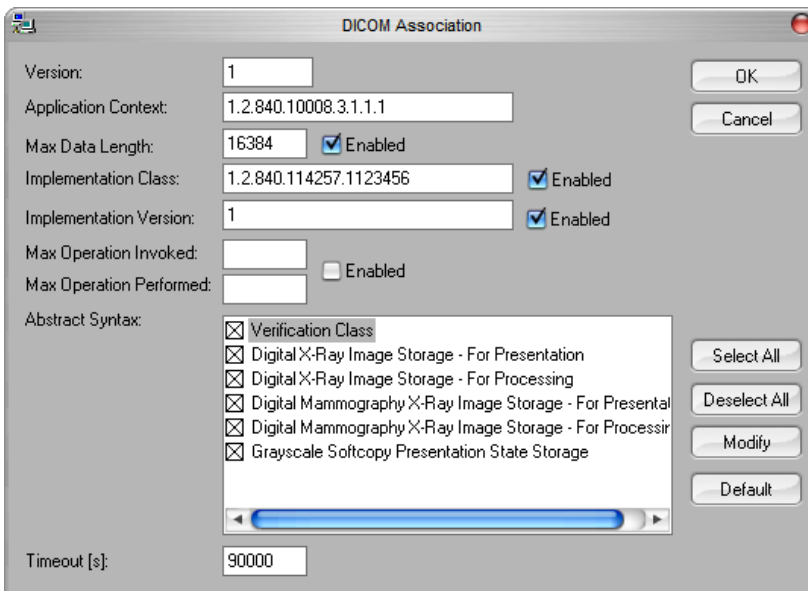 DICOM Association
Version: 1
OK
Application Context: 1.2.840.10008.3.1.1.1
Cancel
Max Data Length: 16384 Enabled
Implementation Class: 1.2.840.114257.1123456 Enabled
Implementation Version: 1 Enabled
Max Operation Invoked:
Enabled
Max Operation Performed:
Abstract Syntax:
Verification Class
Digital X-Ray Image Storage - For Presentation
Digital X-Ray Image Storage - For Processing
Digital Mammography X-Ray Image Storage - For Presentat
Digital Mammography X-Ray Image Storage - For Processin
Grayscale Softcopy Presentation State Storage
Select All
Deselect All
Modify
Default
Timeout [s]: 90000